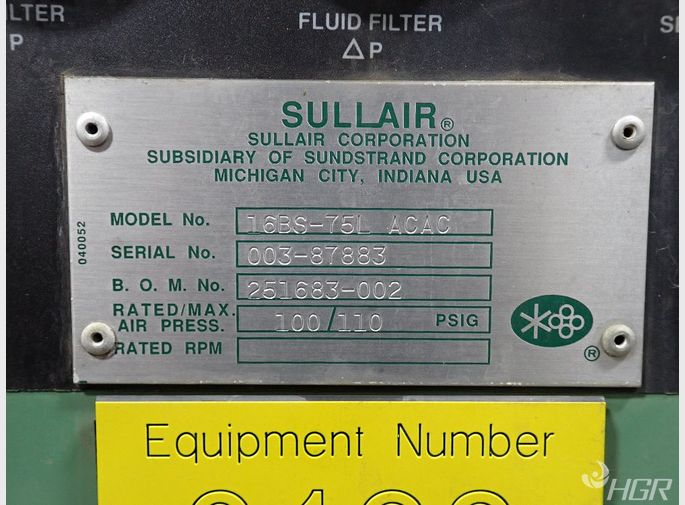 LTER
FLUID FILTER
P
△P
SULLAIR®
SULLAIR CORPORATION
SUBSIDIARY OF SUNDSTRAND CORPORATION
MICHIGAN CITY, INDIANA USA
MODEL No. 16BS-75L ACAC
040052
SERIAL No. 003-87883
B. O. M. No. 251683-002
RATED/MAX. AIR PRESS. 100/110 PSIG
®
RATED RPM
Equipment Number
HGR